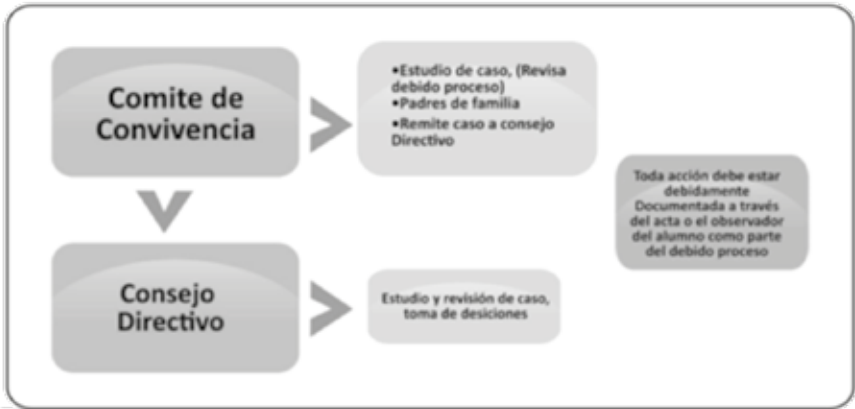 Comite de
Convivencia
•Estudio de caso, (Revisa
debido proceso)
•Padres de familia
•Remite caso a consejo
Directivo
Toda acción debe estar
debidamente
Documentada a través
del acta o el observador
del alumno como parte
del debido proceso
Consejo
Directivo
Estudio y revisión de caso,
toma de desiciones